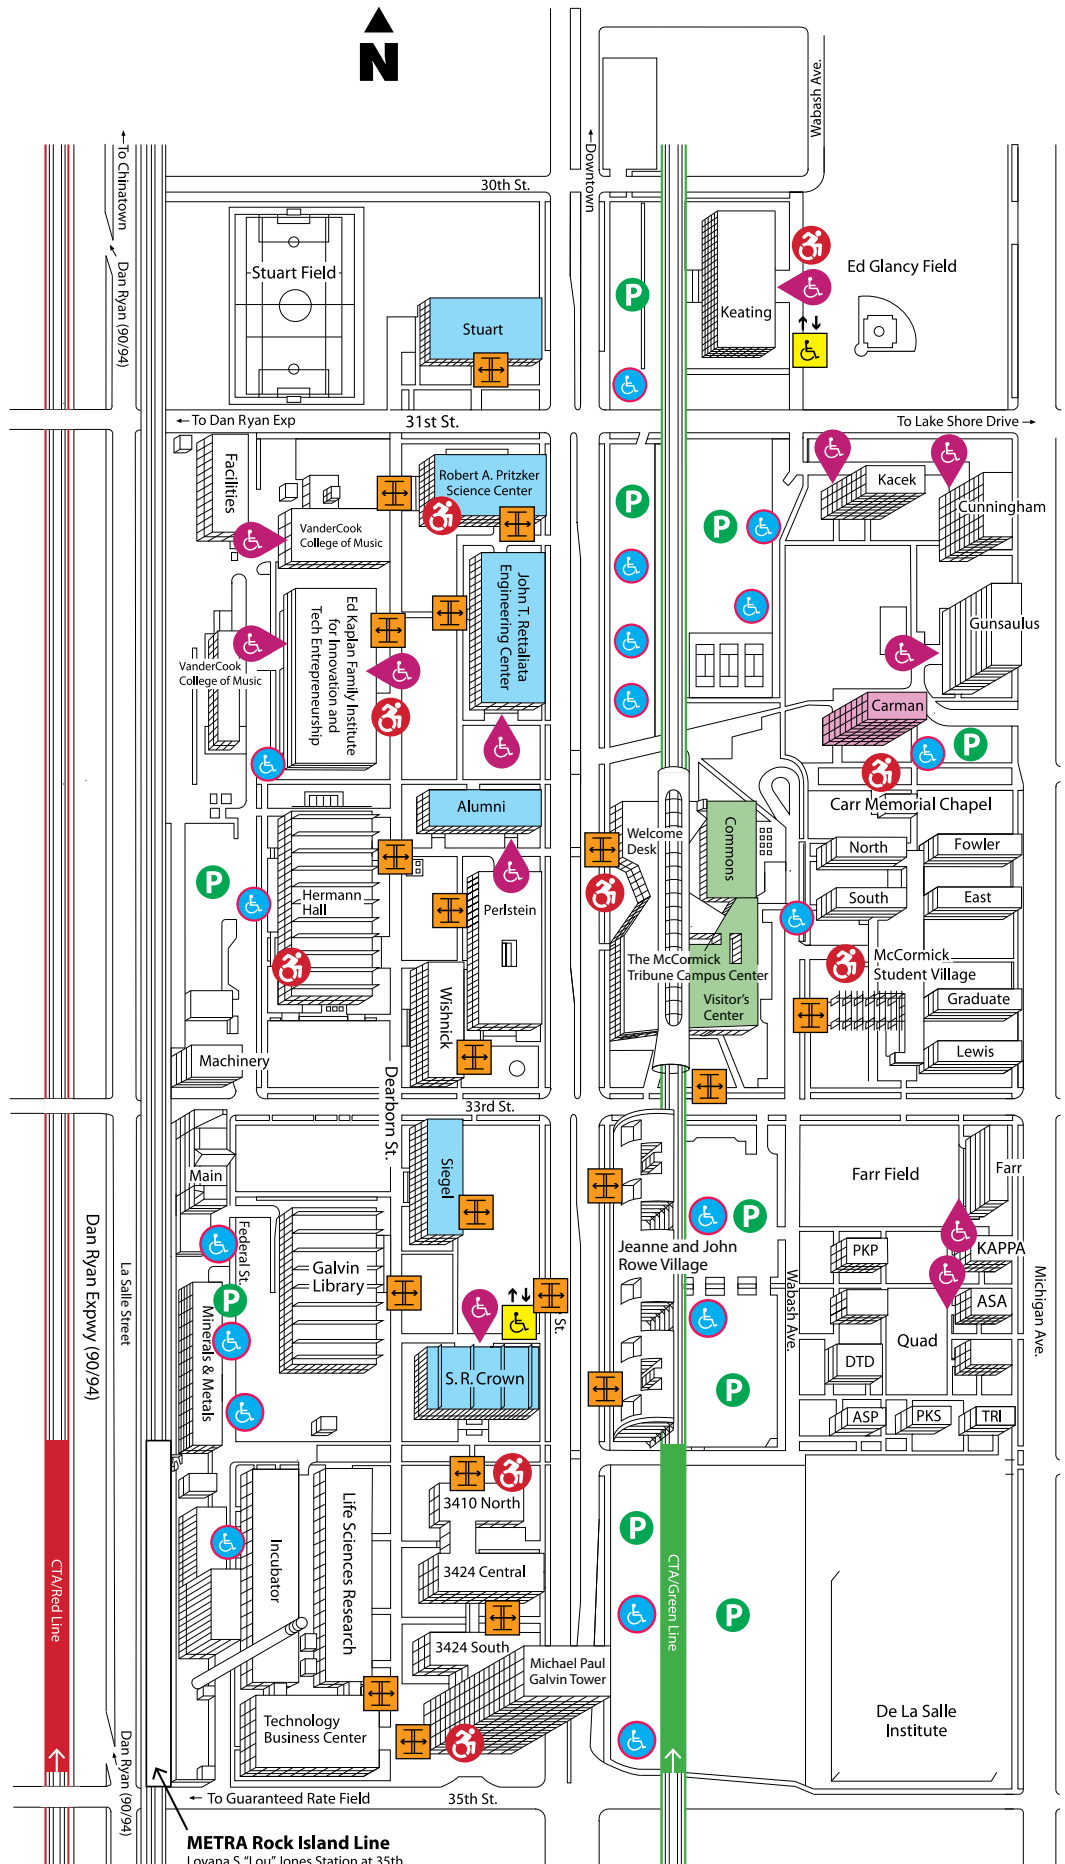 N
Wabash Ave.
←To Chinatown
←Downtown
30th St.
Dan Ryan (90/94)
Stuart Field
Ed Glancy Field
P
Keating
Stuart
← To Dan Ryan Exp
31st St.
To Lake Shore Drive →
Facilities
Robert A. Pritzker
Science Center
Kacek
Cunningham
P
P
VanderCook
College of Music
John T. Rettaliata
Engineering Center
Ed Kaplan Family Institute
for Innovation and
Tech Entrepreneurship
Gunsaulus
VanderCook
College of Music
Carman
P
Alumni
Carr Memorial Chapel
Welcome
Desk
Commons
North
Fowler
P
Hermann
Hall
Perlstein
South
East
The McCormick
Tribune Campus Center
McCormick
Student Village
Wishnick
Visitor's
Center
Graduate
Machinery
Lewis
Dearborn St.
33rd St.
Main
Siegel
Farr Field
Farr
Dan Ryan Expwy (90/94)
La Salle Street
Federal St.
P
Jeanne and John
Rowe Village
PKP
KAPPA
Galvin
Library
Wabash Ave.
Michigan Ave.
P
Minerals & Metals
St.
ASA
Quad
S. R. Crown
DTD
P
ASP
PKS
TRI
3410 North
Life Sciences Research
P
CTA/Red Line
Incubator
3424 Central
CTA/Green Line
P
3424 South
Michael Paul
Galvin Tower
Technology
Business Center
De La Salle
Institute
Dan Ryan (90/94)
← To Guaranteed Rate Field
35th St.
METRA Rock Island Line
Lovana S. "Lou" Jones Station at 35th